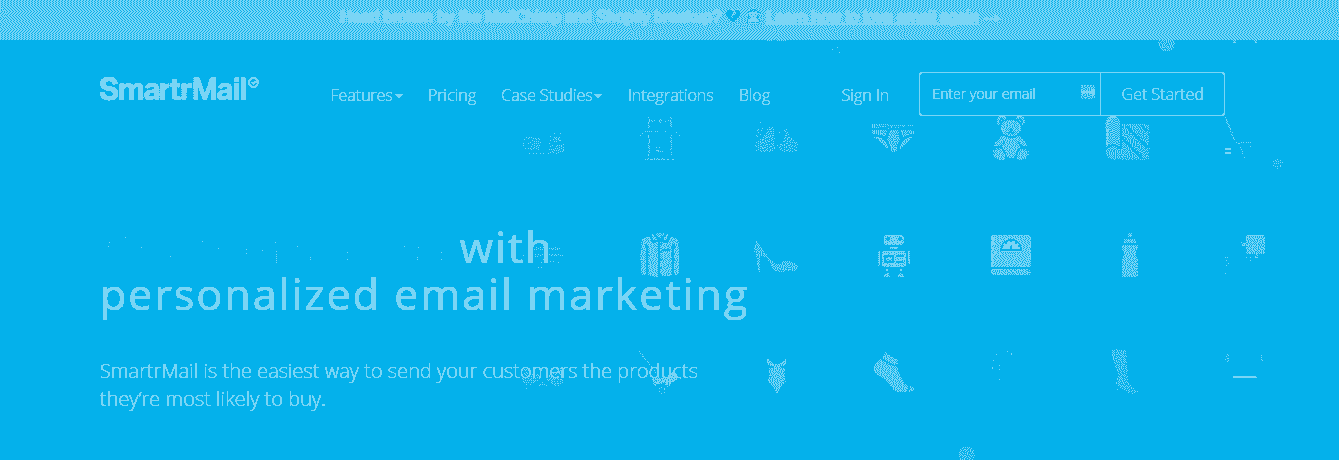 Heart broken by the MailChimp and Shopify breakup? 💔 Learn how to love email again →
SmartrMail
Features Pricing Case Studies Integrations Blog Sign In Enter your email Get Started
with
personalized email marketing
SmartrMail is the easiest way to send your customers the products
they’re most likely to buy.